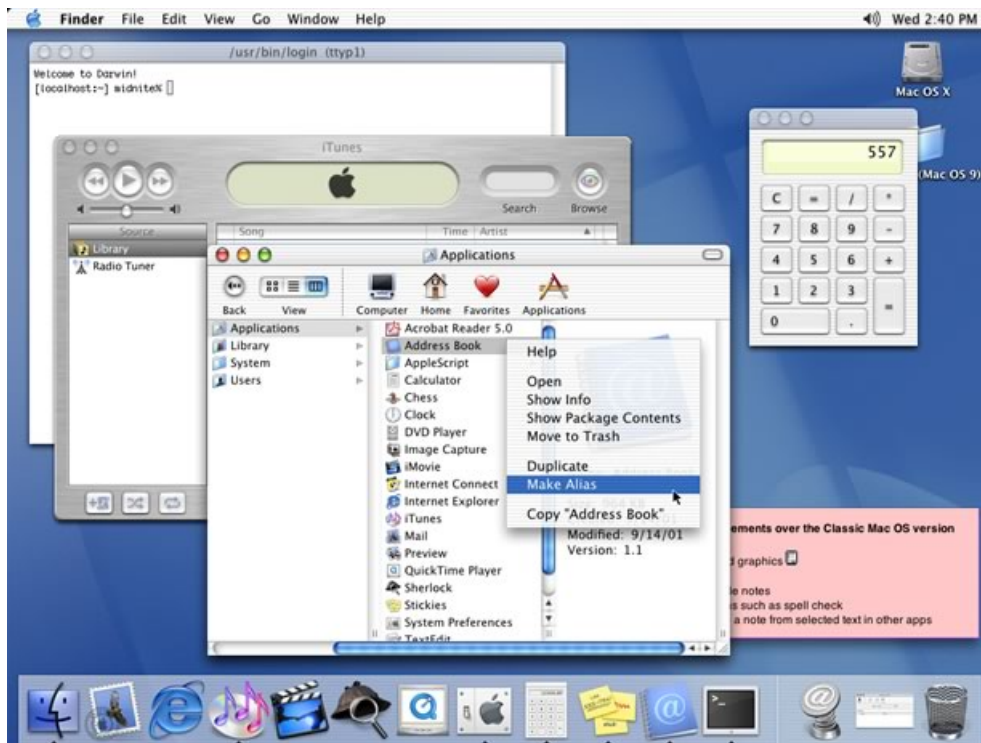 Finder File Edit View Go Window Help
Wed 2:40 PM
/usr/bin/login (ttyp1)
Welcome to Darwin!
[localhost:~] midnite%
Mac OS X
(Mac OS 9)
557
C = / *
7 8 9 -
4 5 6 +
1 2 3
=
0 .
iTunes
Search
Browse
Source
Song Time Artist
Library
Radio Tuner
Applications
Back View Computer Home Favorites Applications
Applications
Library
System
Users
Acrobat Reader 5.0
Address Book
AppleScript
Calculator
Chess
Clock
DVD Player
Image Capture
iMovie
Internet Connect
Internet Explorer
iTunes
Mail
Preview
QuickTime Player
Sherlock
Stickies
System Preferences
TextEdit
Help
Open
Show Info
Show Package Contents
Move to Trash
Duplicate
Make Alias
Copy "Address Book"
Modified: 9/14/01
Version: 1.1
ements over the Classic Mac OS version
d graphics
le notes
s such as spell check
a note from selected text in other apps